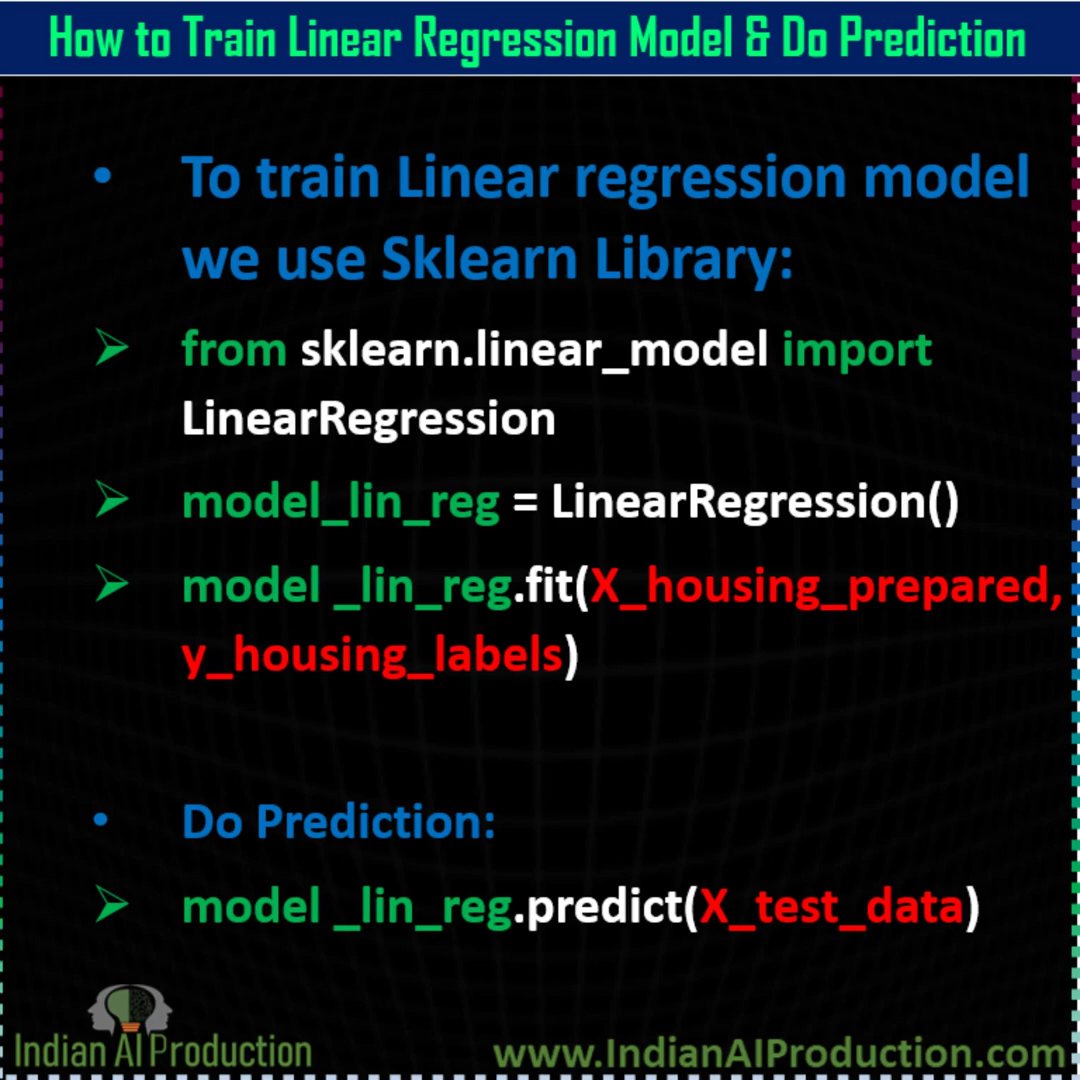 How to Train Linear Regression Model & Do Prediction
• To train Linear regression model
we use Sklearn Library:
➢ from sklearn.linear_model import
LinearRegression
➢ model_lin_reg = LinearRegression()
➢ model _lin_reg.fit(X_housing_prepared,
y_housing_labels)
• Do Prediction:
➢ model _lin_reg.predict(X_test_data)
Indian AI Production
www.IndianAIProduction.com